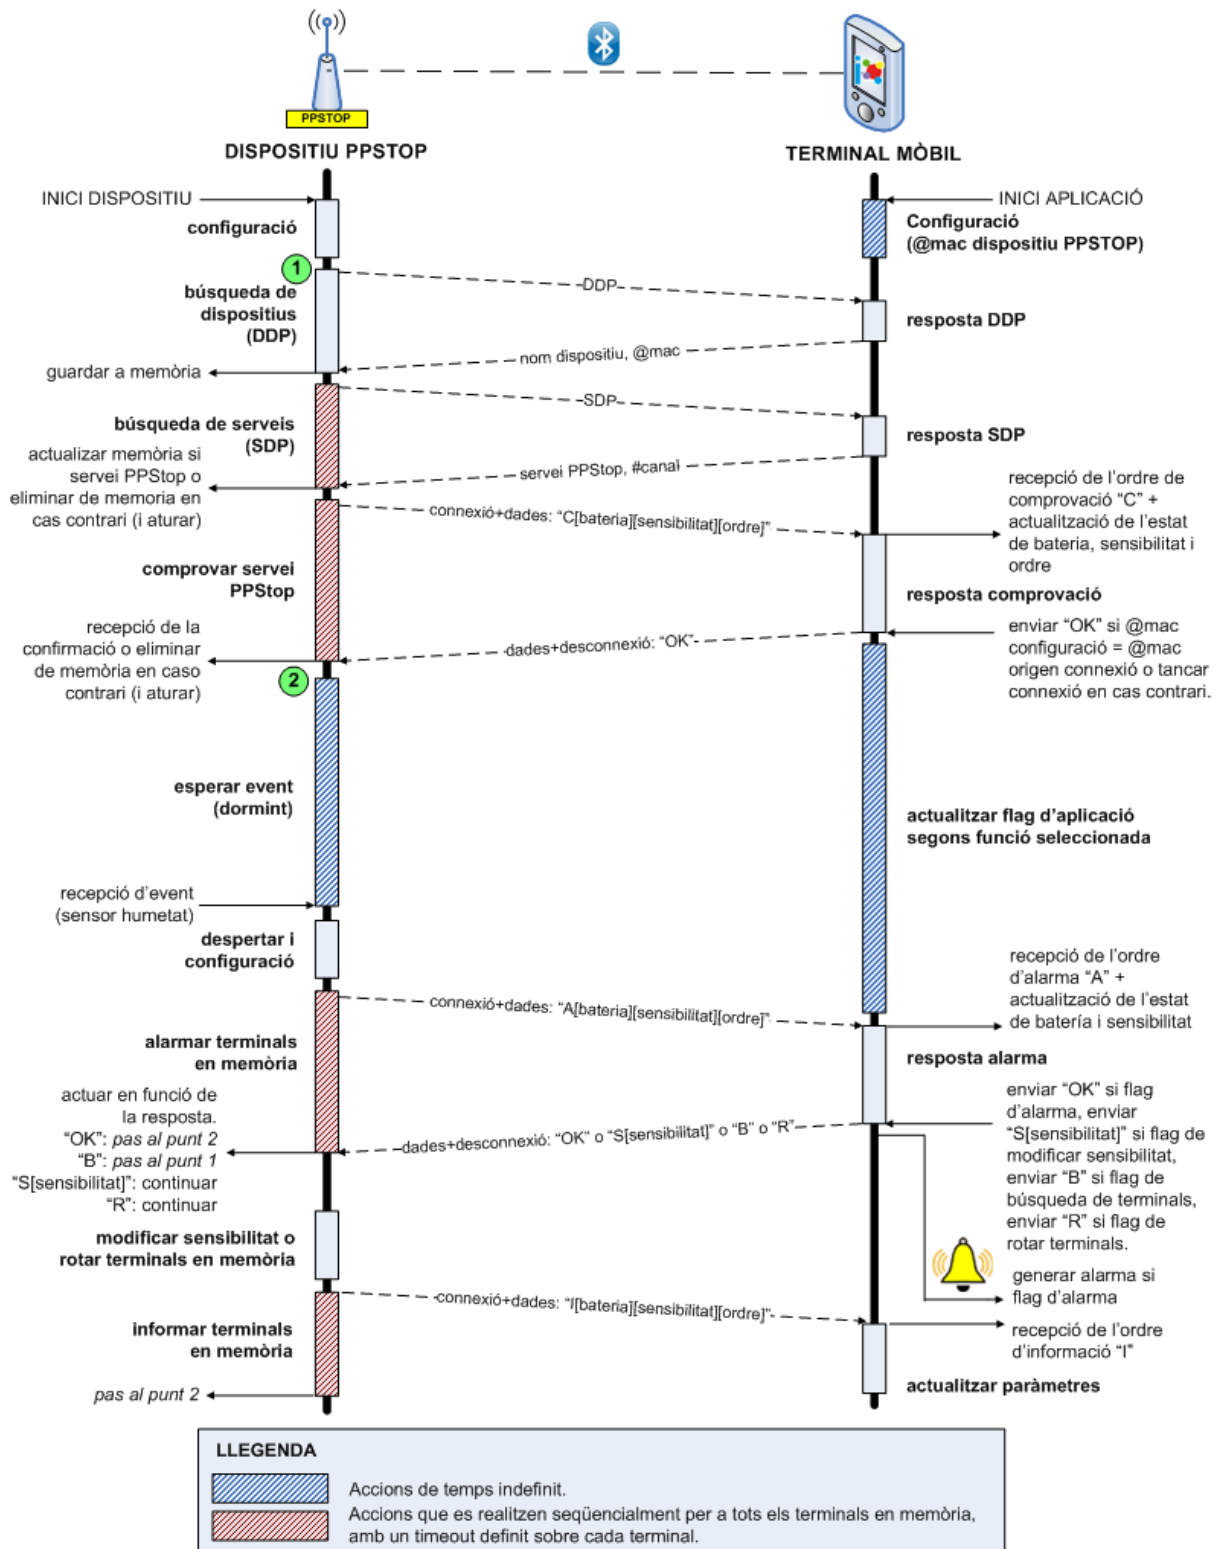 PPSTOP
DISPOSITIU PPSTOP
TERMINAL MÒBIL
INICI DISPOSITIU
INICI APLICACIÓ
configuració
Configuració
(@mac dispositiu PPSTOP)
1
búsqueda de
dispositius
(DDP)
DDP
resposta DDP
nom dispositiu, @mac
guardar a memòria
SDP
búsqueda de serveis
(SDP)
resposta SDP
actualizar memòria si
servei PPStop o
eliminar de memoria en
cas contrari (i aturar)
servei PPStop, #canal
recepció de l'ordre de
comprovació “C” +
actualització de l'estat
de bateria, sensibilitat i
ordre
connexió+dades: “C[bateria][sensibilitat][ordre]”
comprovar servei
PPStop
resposta comprovació
recepció de la
confirmació o eliminar
de memòria en caso
contrari (i aturar)
dades+desconnexió: “OK”
enviar “OK” si @mac
configuració = @mac
origen connexió o tancar
connexió en cas contrari.
2
esperar event
(dormint)
actualitzar flag d'aplicació
segons funció seleccionada
recepció d'event
(sensor humetat)
despertar i
configuració
recepció de l'ordre
d'alarma “A” +
actualització de l'estat
de batería i sensibilitat
connexió+dades: “A[bateria][sensibilitat][ordre]”
alarmar terminals
en memòria
resposta alarma
actuar en funció de
la resposta.
“OK”: pas al punt 2
“B”: pas al punt 1
“S[sensibilitat]”: continuar
“R”: continuar
dades+desconnexió: “OK” o “S[sensibilitat]” o “B” o “R”
enviar “OK” si flag
d'alarma, enviar
“S[sensibilitat]” si flag de
modificar sensibilitat,
enviar “B” si flag de
búsqueda de terminals,
enviar “R” si flag de
rotar terminals.
modificar sensibilitat o
rotar terminals en memòria
generar alarma si
flag d'alarma
connexió+dades: “I[bateria][sensibilitat][ordre]”
informar terminals
en memòria
recepció de l'ordre
d'informació “I”
pas al punt 2
actualitzar paràmetres
LLEGENDA
Accions de temps indefinit.
Accions que es realitzen seqüencialment per a tots els terminals en memòria,
amb un timeout definit sobre cada terminal.